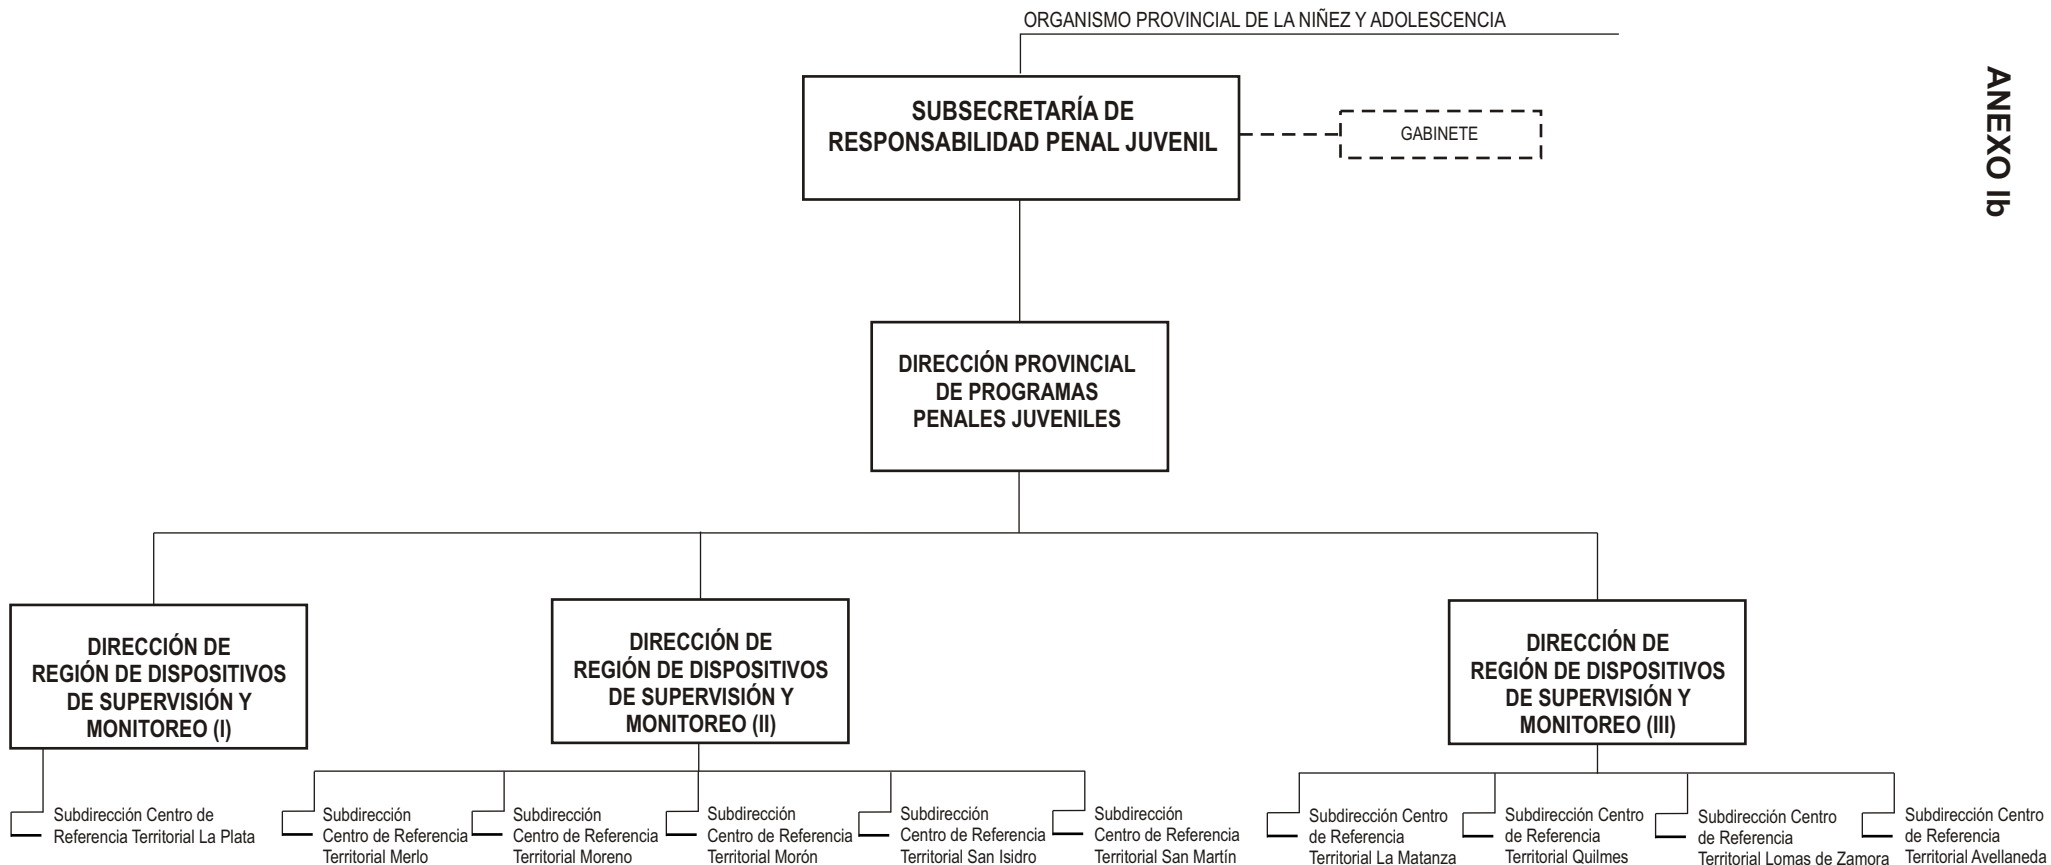 ORGANISMO PROVINCIAL DE LA NIÑEZ Y ADOLESCENCIA
ANEXO Ib
SUBSECRETARÍA DE
RESPONSABILIDAD PENAL JUVENIL
GABINETE
DIRECCIÓN PROVINCIAL
DE PROGRAMAS
PENALES JUVENILES
DIRECCIÓN DE
REGIÓN DE DISPOSITIVOS
DE SUPERVISIÓN Y
MONITOREO (I)
DIRECCIÓN DE
REGIÓN DE DISPOSITIVOS
DE SUPERVISIÓN Y
MONITOREO (II)
DIRECCIÓN DE
REGIÓN DE DISPOSITIVOS
DE SUPERVISIÓN Y
MONITOREO (III)
Subdirección Centro de
Referencia Territorial La Plata
Subdirección
Centro de Referencia
Territorial Merlo
Subdirección
Centro de Referencia
Territorial Moreno
Subdirección
Centro de Referencia
Territorial Morón
Subdirección
Centro de Referencia
Territorial San Isidro
Subdirección
Centro de Referencia
Territorial San Martín
Subdirección Centro
de Referencia
Territorial La Matanza
Subdirección Centro
de Referencia
Territorial Quilmes
Subdirección Centro
de Referencia
Territorial Lomas de Zamora
Subdirección Centro
de Referencia
Territorial Avellaneda